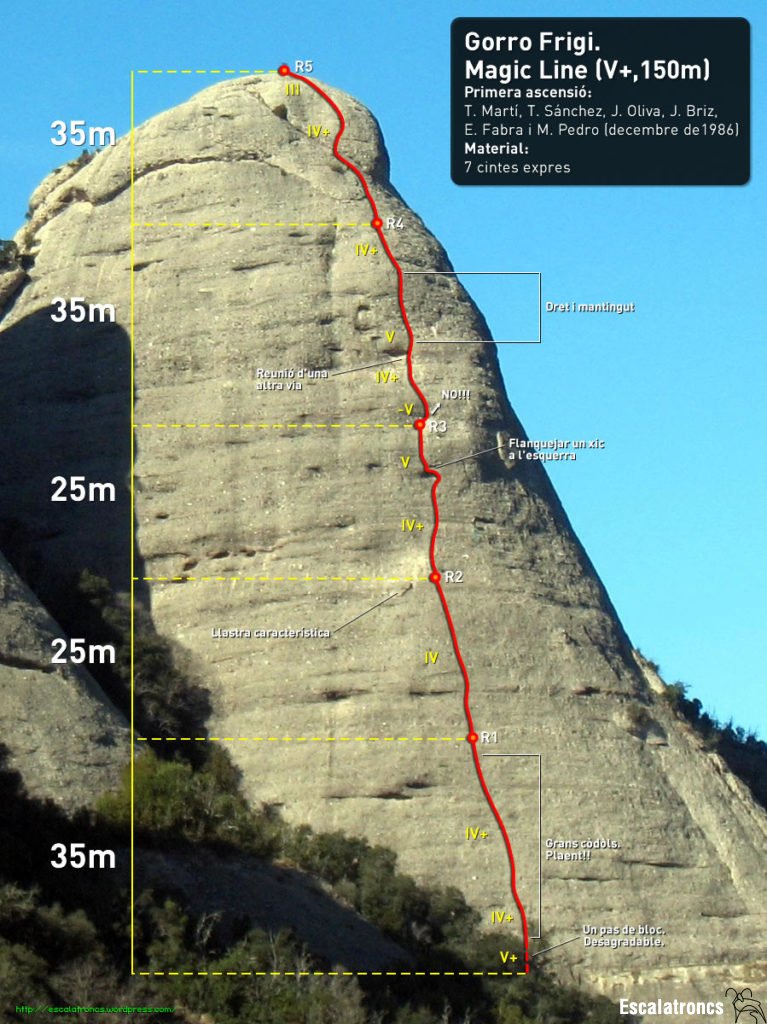 Gorro Frigi.
Magic Line (V+,150m)
Primera ascensió:
T. Martí, T. Sánchez, J. Oliva, J. Briz,
E. Fabra i M. Pedro (decembre de1986)
Material:
7 cintes expres
R5
III
35m
IV+
R4
IV+
35m
Dret i mantingut
V
Reunió d'una
altra via
IV+
NO!!!
-V
R3
Flanquejar un xic
a l'esquerra
V
25m
IV+
R2
Llastra característica
25m
IV
R1
35m
IV+
Grans còdols.
Plaent!!
IV+
Un pas de bloc.
Desagradable.
V+
http://escalatroncs.wordpress.com/
Escalatroncs